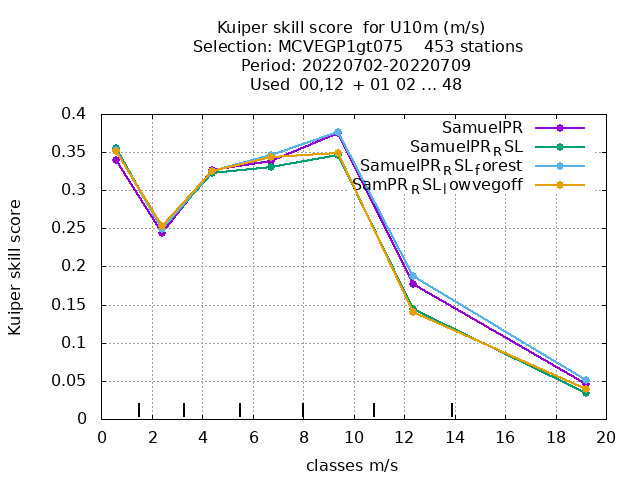 Kuiper skill score  for U10m (m/s)
Selection: MCVEGP1gt075    453 stations
Period: 20220702-20220709
Used  00,12  + 01 02 ... 48
SamuelPR
SamuelPR_RSL
SamuelPR_RSL_forest
SamPR_RSL_lowvegoff
Kuiper skill score
0.4
0.35
0.3
0.25
0.2
0.15
0.1
0.05
0
0 2 4 6 8 10 12 14 16 18 20
classes m/s